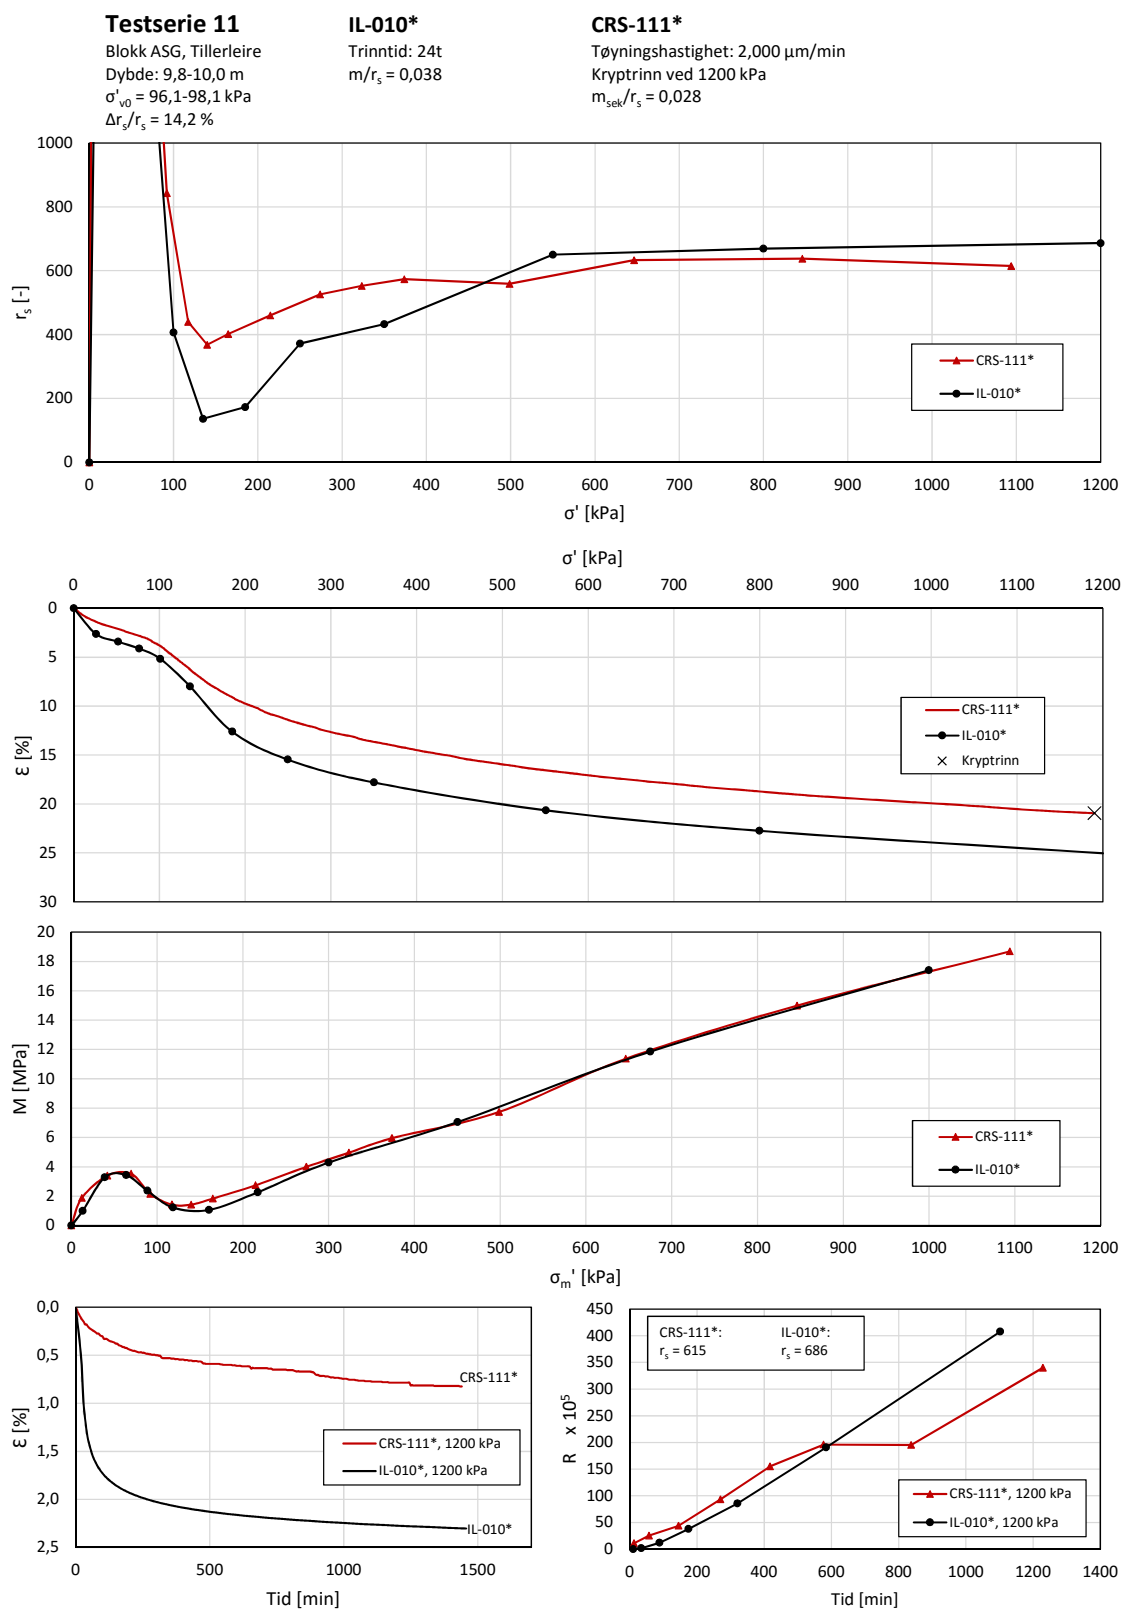 Testserie 11
Blokk ASG, Tillerleire
Dybde: 9,8-10,0 m
σ'v0 = 96,1-98,1 kPa
Δrs/rs = 14,2 %
IL-010*
Trinntid: 24t
m/rs = 0,038
CRS-111*
Tøyningshastighet: 2,000 µm/min
Kryptrinn ved 1200 kPa
msek/rs = 0,028
1000
800
600
400
200
0
rs [-]
CRS-111*
IL-010*
0 100 200 300 400 500 600 700 800 900 1000 1100 1200
σ' [kPa]
σ' [kPa]
0 100 200 300 400 500 600 700 800 900 1000 1100 1200
0
5
10
15
20
25
30
ε [%]
CRS-111*
IL-010*
Kryptrinn
20
18
16
14
12
10
8
6
4
2
0
M [MPa]
CRS-111*
IL-010*
0 100 200 300 400 500 600 700 800 900 1000 1100 1200
σm' [kPa]
0,0
0,5
1,0
1,5
2,0
2,5
ε [%]
CRS-111*
CRS-111*, 1200 kPa
IL-010*, 1200 kPa
IL-010*
0 500 1000 1500
Tid [min]
450
400
350
300
250
200
150
100
50
0
R x 10⁵
CRS-111*: IL-010*:
rs = 615 rs = 686
CRS-111*, 1200 kPa
IL-010*, 1200 kPa
0 200 400 600 800 1000 1200 1400
Tid [min]